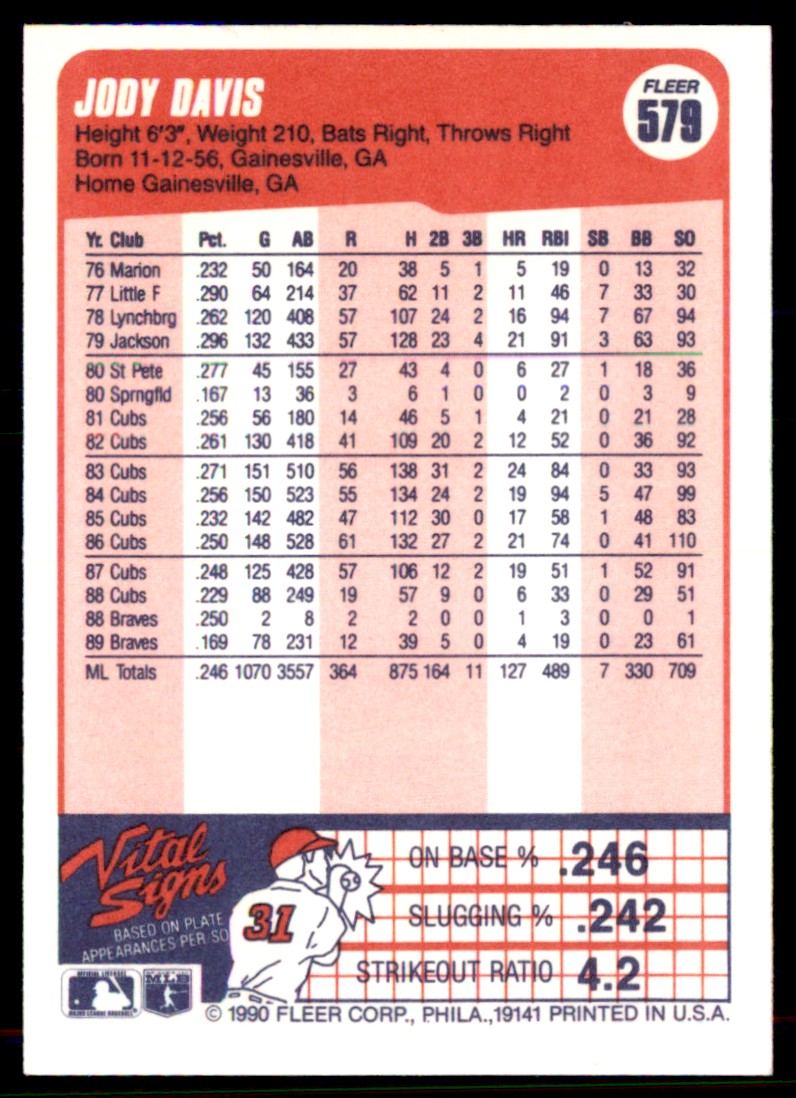 JODY DAVIS
FLEER
579
Height 6'3", Weight 210, Bats Right, Throws Right
Born 11-12-56, Gainesville, GA
Home Gainesville, GA
Yr. Club Pct. G AB R H 2B 3B HR RBI SB BB SO
76 Marion .232 50 164 20 38 5 1 5 19 0 13 32
77 Little F .290 64 214 37 62 11 2 11 46 7 33 30
78 Lynchbrg .262 120 408 57 107 24 2 16 94 7 67 94
79 Jackson .296 132 433 57 128 23 4 21 91 3 63 93
80 St Pete .277 45 155 27 43 4 0 6 27 1 18 36
80 Sprngfld .167 13 36 3 6 1 0 0 2 0 3 9
81 Cubs .256 56 180 14 46 5 1 4 21 0 21 28
82 Cubs .261 130 418 41 109 20 2 12 52 0 36 92
83 Cubs .271 151 510 56 138 31 2 24 84 0 33 93
84 Cubs .256 150 523 55 134 24 2 19 94 5 47 99
85 Cubs .232 142 482 47 112 30 0 17 58 1 48 83
86 Cubs .250 148 528 61 132 27 2 21 74 0 41 110
87 Cubs .248 125 428 57 106 12 2 19 51 1 52 91
88 Cubs .229 88 249 19 57 9 0 6 33 0 29 51
88 Braves .250 2 8 2 2 0 0 1 3 0 0 1
89 Braves .169 78 231 12 39 5 0 4 19 0 23 61
ML Totals .246 1070 3557 364 875 164 11 127 489 7 330 709
Vital Signs
BASED ON PLATE
APPEARANCES PER SO
31
ON BASE % .246
SLUGGING % .242
STRIKEOUT RATIO 4.2
OFFICIAL LICENSEE
MAJOR LEAGUE BASEBALL
MLB
© 1990 FLEER CORP., PHILA., 19141 PRINTED IN U.S.A.